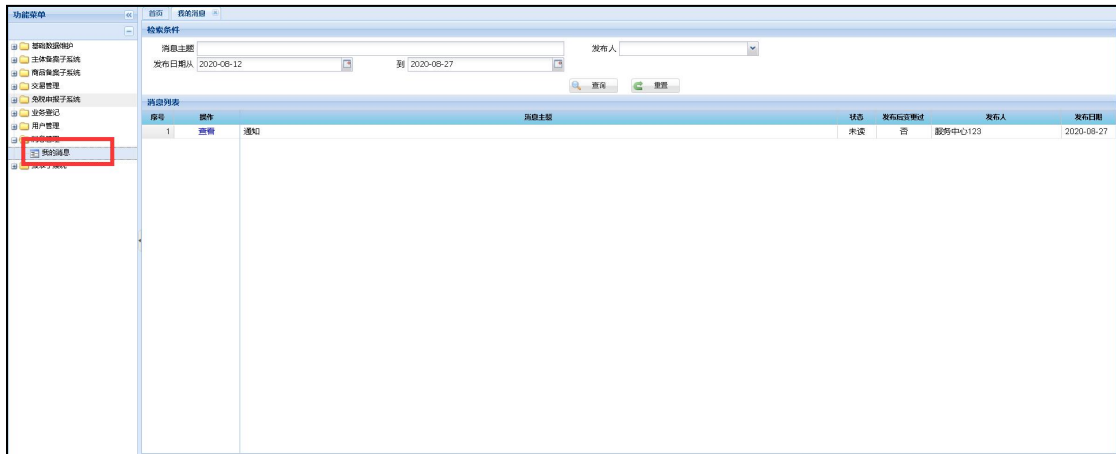 功能菜单
首页 我的消息
检索条件
基础数据维护
主体备案子系统
商品备案子系统
交易管理
免税申报子系统
业务登记
用户管理
我的消息
消息主题
发布人
发布日期从 2020-08-12 到 2020-08-27
查询 重置
消息列表
序号 操作 消息主题 状态 发布后变更过 发布人 发布日期
1 查看 通知 未读 否 服务中心123 2020-08-27